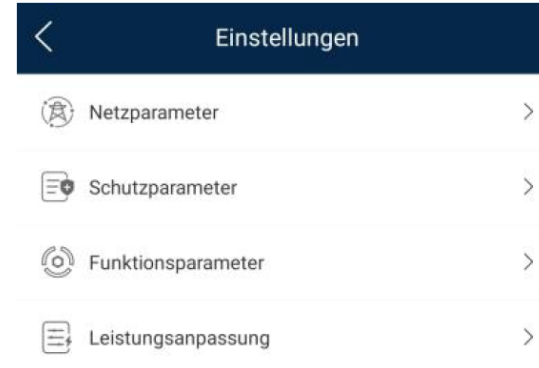 Einstellungen
Netzparameter
Schutzparameter
Funktionsparameter
Leistungsanpassung